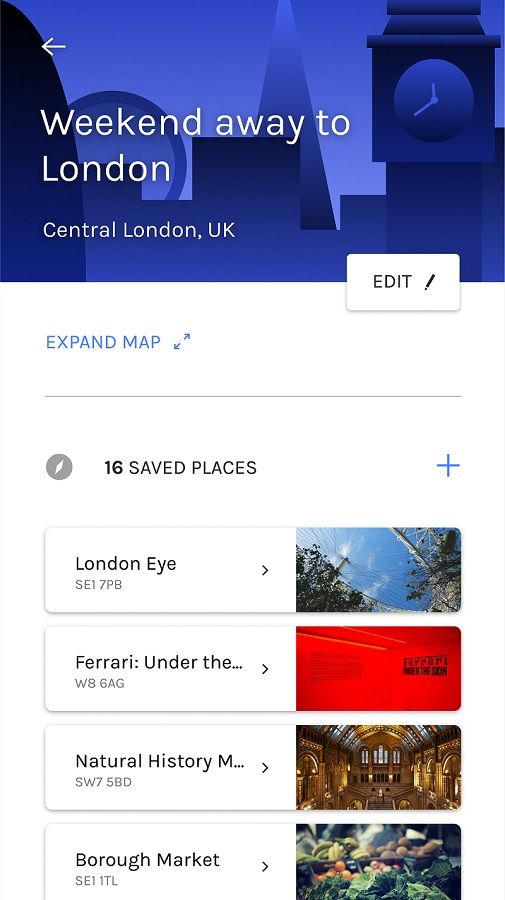 Weekend away to
London
Central London, UK
EDIT
EXPAND MAP
16 SAVED PLACES
London Eye
SE1 7PB
Ferrari: Under the...
W8 6AG
Ferrari
UNDER THE SKIN
Natural History M...
SW7 5BD
Borough Market
SE1 1TL